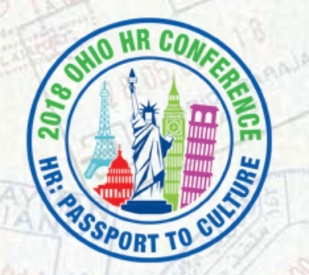 2018 OHIO HR CONFERENCE
HR: PASSPORT TO CULTURE